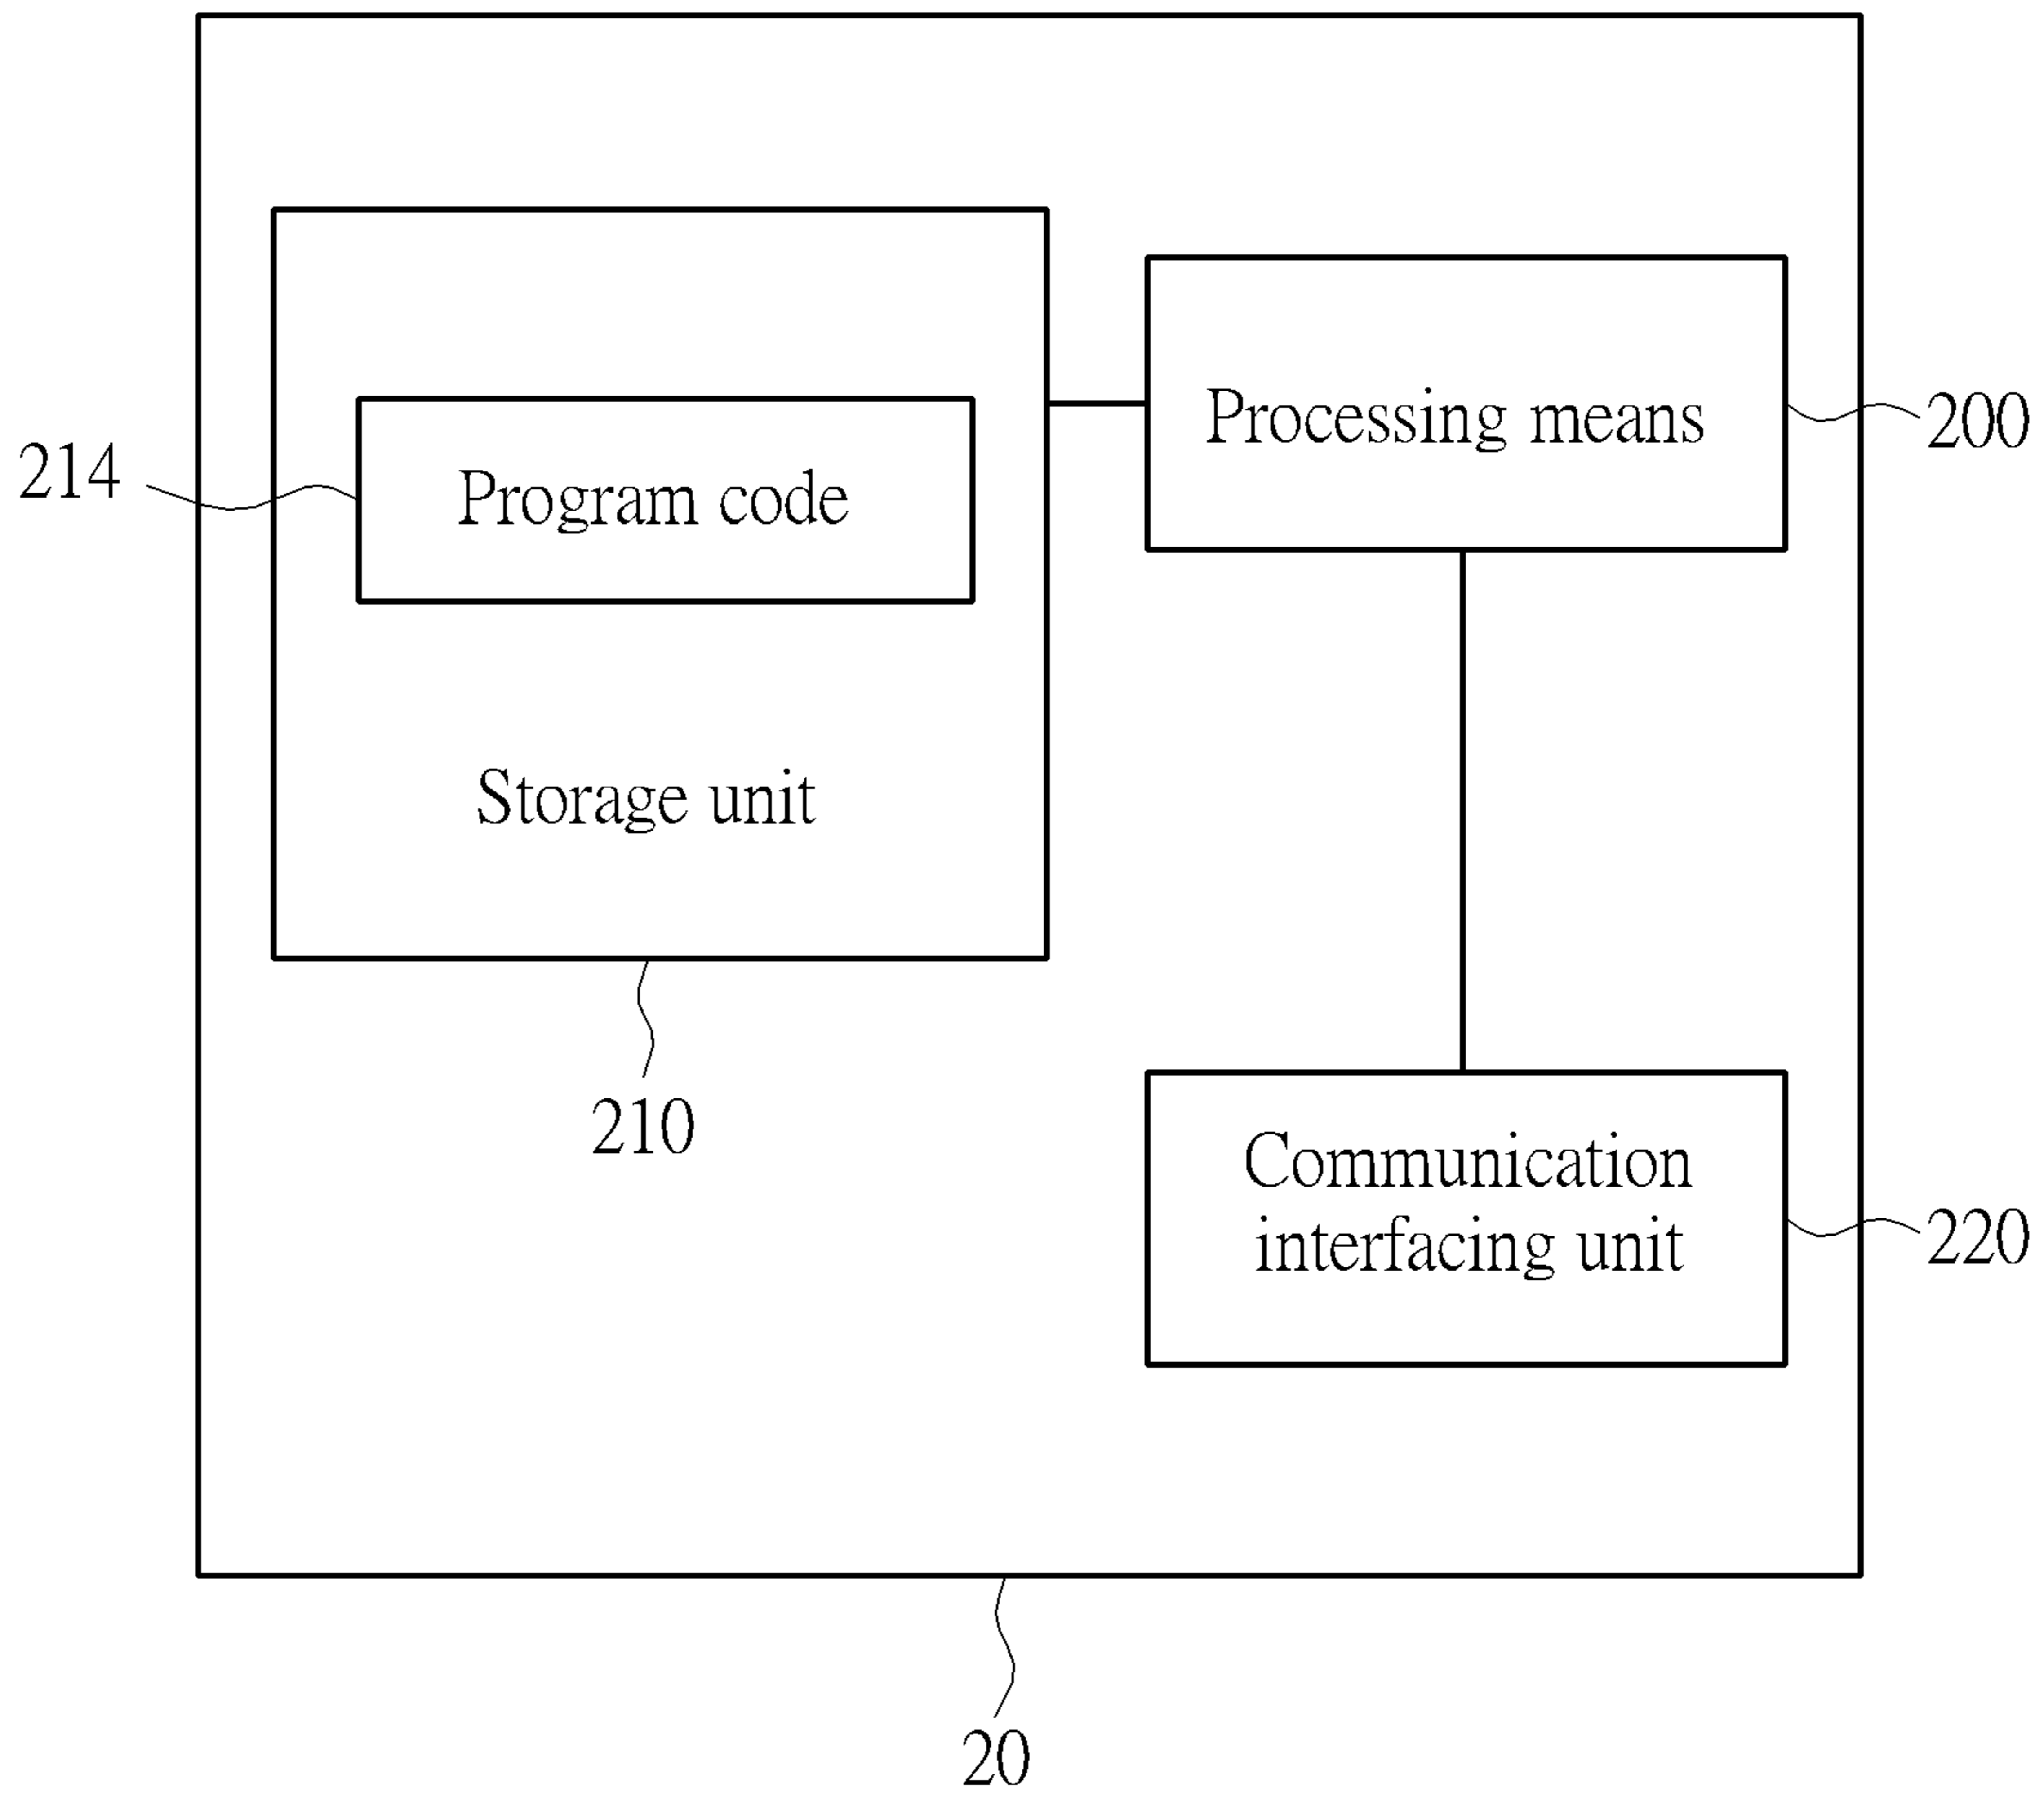 Processing means
200
214
Program code
Storage unit
210
Communication
interfacing unit
220
20